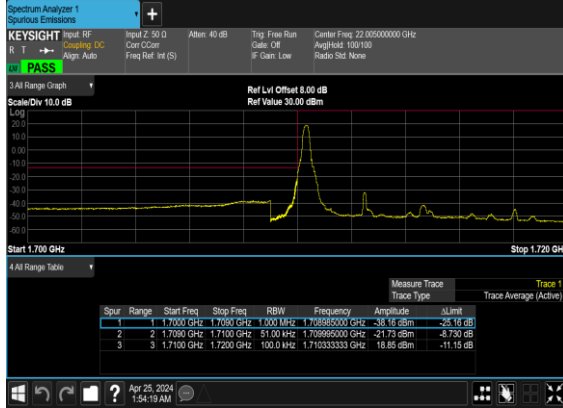 Spectrum Analyzer 1
Spurious Emissions
+
KEYSIGHT Input: RF Input Z: 50 Ω Atten: 40 dB Trig: Free Run Center Freq: 22.005000000 GHz
R T Coupling: DC Corr CCorr Gate: Off Avg|Hold: 100/100
Align: Auto Freq Ref: Int (S) IF Gain: Low Radio Std: None
PASS
3 All Range Graph
Ref Lvl Offset 8.00 dB
Scale/Div 10.0 dB Ref Value 30.00 dBm
Log
20.0
10.0
0.00
-10.0
-20.0
-30.0
-40.0
-50.0
-60.0
Start 1.700 GHz Stop 1.720 GH
4 All Range Table
Measure Trace Trace 1
Trace Type Trace Average (Active)
Spur Range Start Freq Stop Freq RBW Frequency Amplitude ΔLimit
1 1 1.7000 GHz 1.7090 GHz 1.000 MHz 1.708985000 GHz -38.16 dBm -25.16 dB
2 2 1.7090 GHz 1.7100 GHz 51.00 kHz 1.709995000 GHz -21.73 dBm -8.730 dB
3 3 1.7100 GHz 1.7200 GHz 100.0 kHz 1.710333333 GHz 18.85 dBm -11.15 dB
? Apr 25, 2024
1:54:19 AM